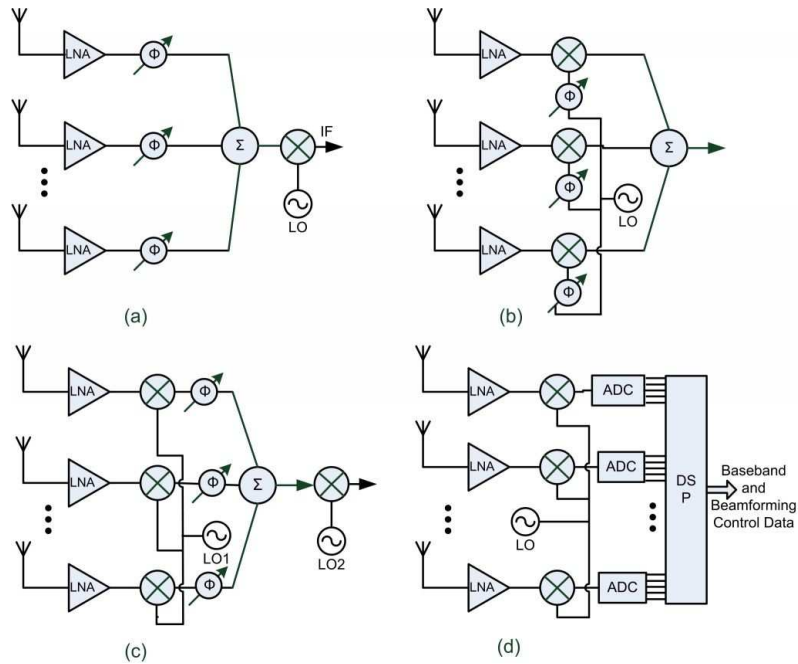 LNA
Φ
LNA
Φ
Σ
IF
LO
LNA
Φ
(a)
LNA
Φ
LNA
Σ
Φ
LO
LNA
Φ
(b)
LNA
Φ
LNA
Φ
Σ
LO1
LO2
LNA
Φ
(c)
LNA
ADC
LNA
ADC
DS
P
Baseband
and
Beamforming
Control Data
LO
LNA
ADC
(d)